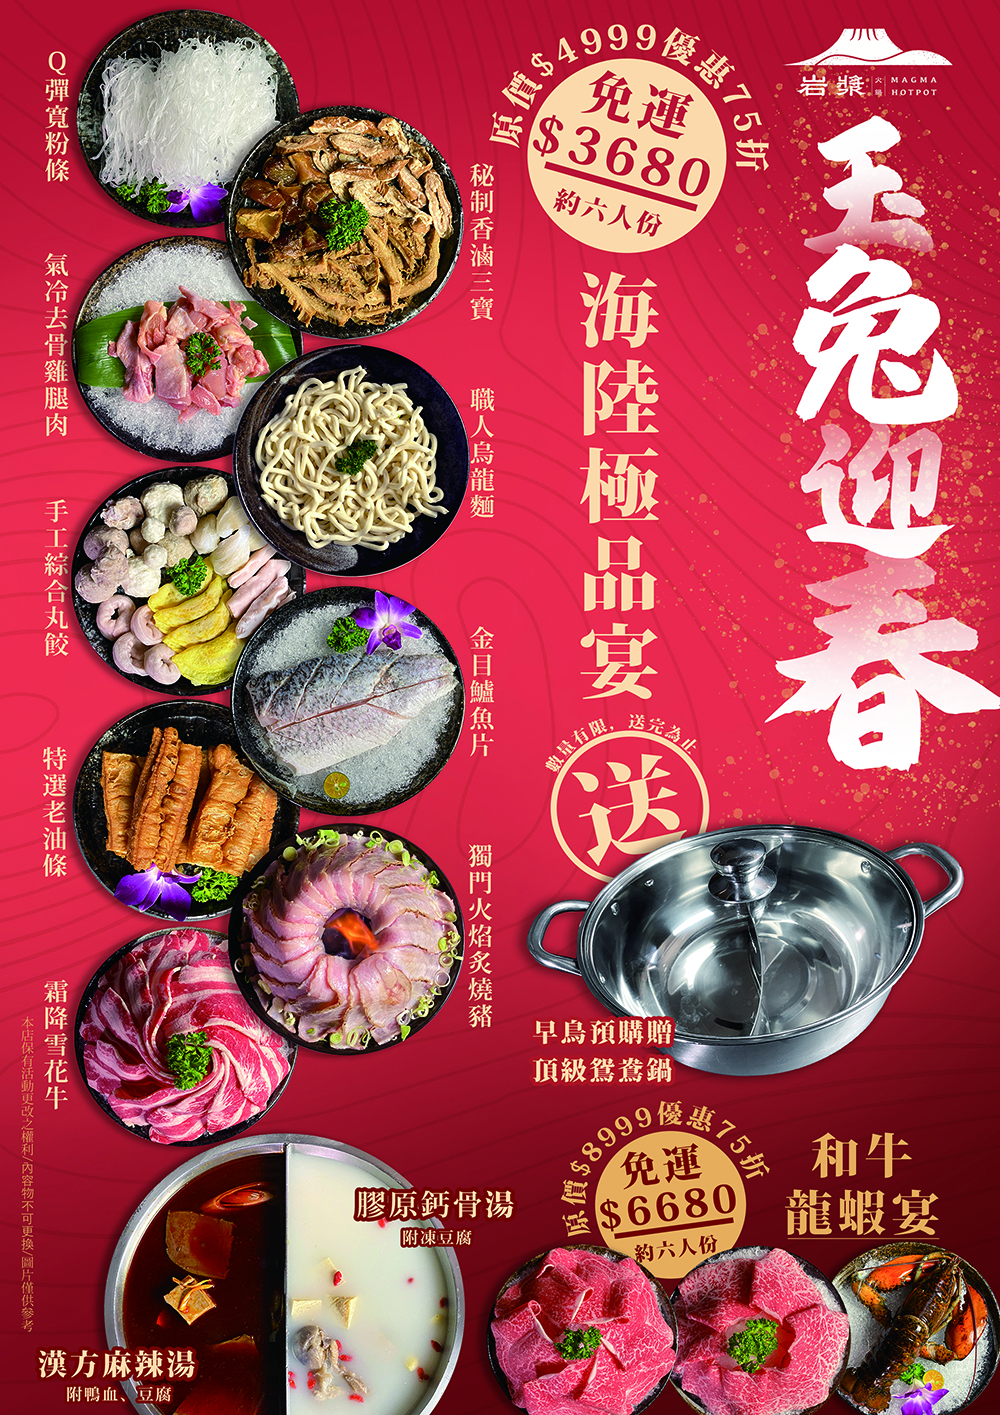 岩漿火鍋
MAGMA
HOTPOT
玉兔迎春
原價$4999優惠75折
免運
$3680
約六人份
海陸極品宴
數量有限，送完為止
送
早鳥預購贈
頂級鴛鴦鍋
Q彈寬粉條
秘制香滷三寶
氣冷去骨雞腿肉
職人烏龍麵
手工綜合丸餃
金目鱸魚片
特選老油條
獨門火焰炙燒豬
霜降雪花牛
膠原鈣骨湯
附凍豆腐
漢方麻辣湯
附鴨血、豆腐
原價$8999優惠75折
免運
$6680
約六人份
和牛
龍蝦宴
本店保有活動更改之權利/內容物不可更換/圖片僅供參考